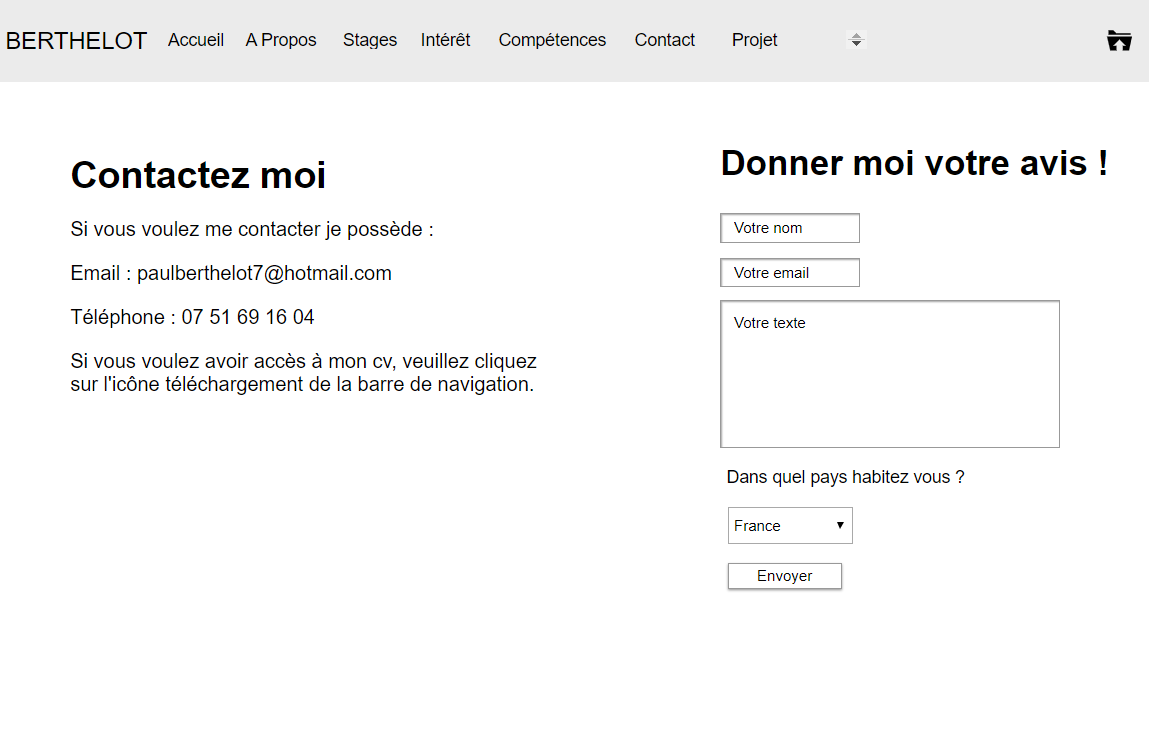 BERTHELOT Accueil A Propos Stages Intérêt Compétences Contact Projet
Contactez moi
Si vous voulez me contacter je possède :
Email : paulberthelot7@hotmail.com
Téléphone : 07 51 69 16 04
Si vous voulez avoir accès à mon cv, veuillez cliquez
sur l'icône téléchargement de la barre de navigation.
Donner moi votre avis !
Votre nom
Votre email
Votre texte
Dans quel pays habitez vous ?
France
Envoyer